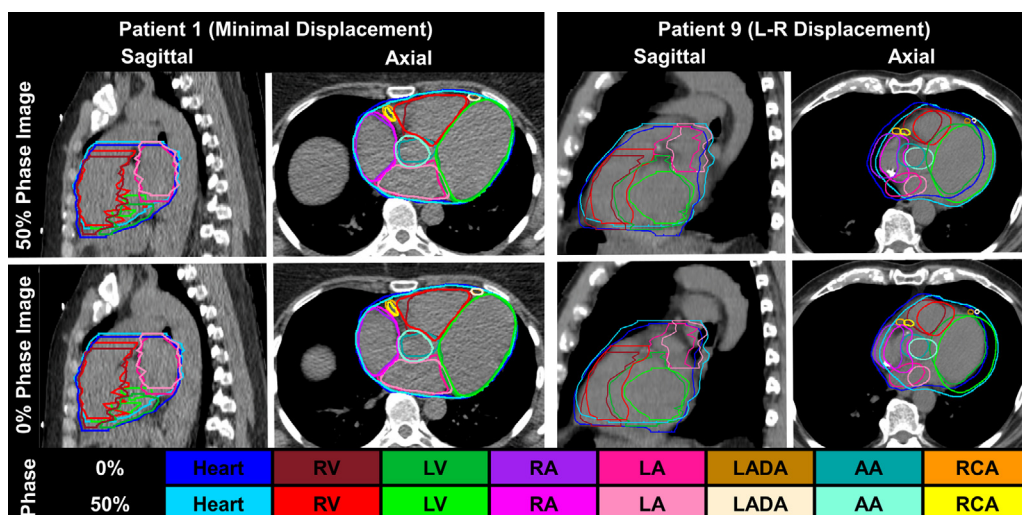 Patient 1 (Minimal Displacement)
Sagittal Axial
Patient 9 (L-R Displacement)
Sagittal Axial
50% Phase Image
0% Phase Image
Phase
0% Heart RV LV RA LA LADA AA RCA
50% Heart RV LV RA LA LADA AA RCA